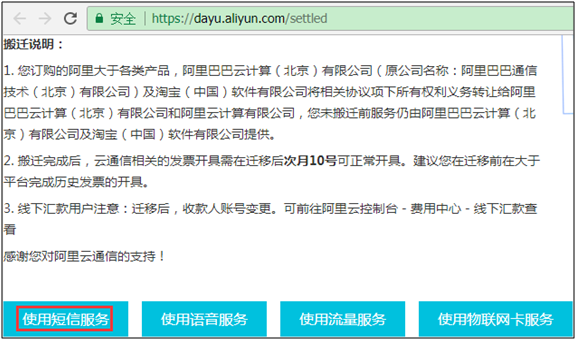 安全 https://dayu.aliyun.com/settled
搬迁说明：
1. 您订购的阿里大于各类产品，阿里巴巴云计算（北京）有限公司（原公司名称：阿里巴巴通信
技术（北京）有限公司）及淘宝（中国）软件有限公司将相关协议项下所有权利义务转让给阿里
巴巴云计算（北京）有限公司和阿里云计算有限公司，您未搬迁前服务仍由阿里巴巴云计算（北
京）有限公司及淘宝（中国）软件有限公司提供。
2. 搬迁完成后，云通信相关的发票开具需在迁移后次月10号可正常开具。建议您在迁移前在大于
平台完成历史发票的开具。
3. 线下汇款用户注意：迁移后，收款人账号变更。可前往阿里云控制台 - 费用中心 - 线下汇款查
看
感谢您对阿里云通信的支持！
使用短信服务 使用语音服务 使用流量服务 使用物联网卡服务